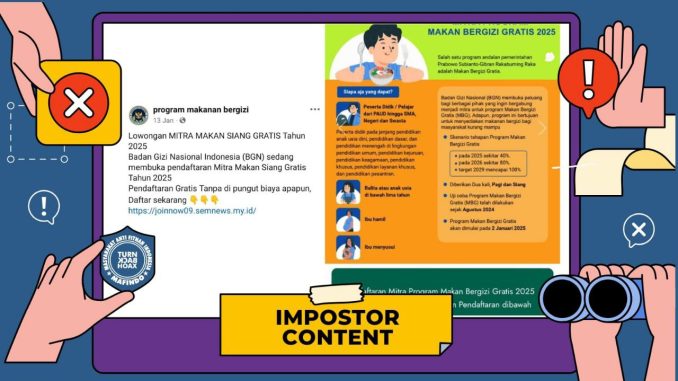 program makanan bergizi
13 Jan
Lowongan MITRA MAKAN SIANG GRATIS Tahun
2025
Badan Gizi Nasional Indonesia (BGN) sedang
membuka pendaftaran Mitra Makan Siang Gratis
Tahun 2025
Pendaftaran Gratis Tanpa di pungut biaya apapun,
Daftar sekarang 👇👇👇
https://joinnow09.semnews.my.id/
MAKAN BERGIZI GRATIS 2025
Salah satu program andalan pemerintahan
Prabowo Subianto-Gibran Rakabuming Raka
adalah Makan Bergizi Gratis.
Siapa aja yang dapat?
Peserta Didik / Pelajar
dari PAUD hingga SMA,
Negeri dan Swasta
Peserta didik pada jenjang pendidikan
anak usia dini, pendidikan dasar, dan
pendidikan menengah di lingkungan
pendidikan umum, pendidikan kejuruan,
pendidikan keagamaan, pendidikan
khusus, pendidikan layanan khusus,
dan pendidikan pesantren.
Balita atau anak usia
di bawah lima tahun
Ibu hamil
Ibu menyusui
Badan Gizi Nasional (BGN) membuka peluang
bagi berbagai pihak yang ingin bergabung
menjadi mitra untuk program Makan Bergizi
Gratis (MBG). Adapun, program ini bertujuan
untuk menyediakan makanan bergizi bagi
masyarakat kurang mampu
Skenario tahapan Program Makan
Bergizi Gratis
pada 2025 sekitar 40%
pada 2026 sekitar 80%
target 2029 mencapai 100%
Diberikan Dua kali, Pagi dan Siang
Uji coba Program Makan Bergizi
Gratis (MBG) telah dilakukan
sejak Agustus 2024
Program Makan Bergizi Gratis
akan dimulai pada 2 Januari 2025
daftaran Mitra Program Makan Bergizi Gratis 2025
Pendaftaran dibawah
MASYARAKAT ANTI FITNAH INDONESIA
TURN
BACK
HOAX
MAFINDO
IMPOSTOR
CONTENT